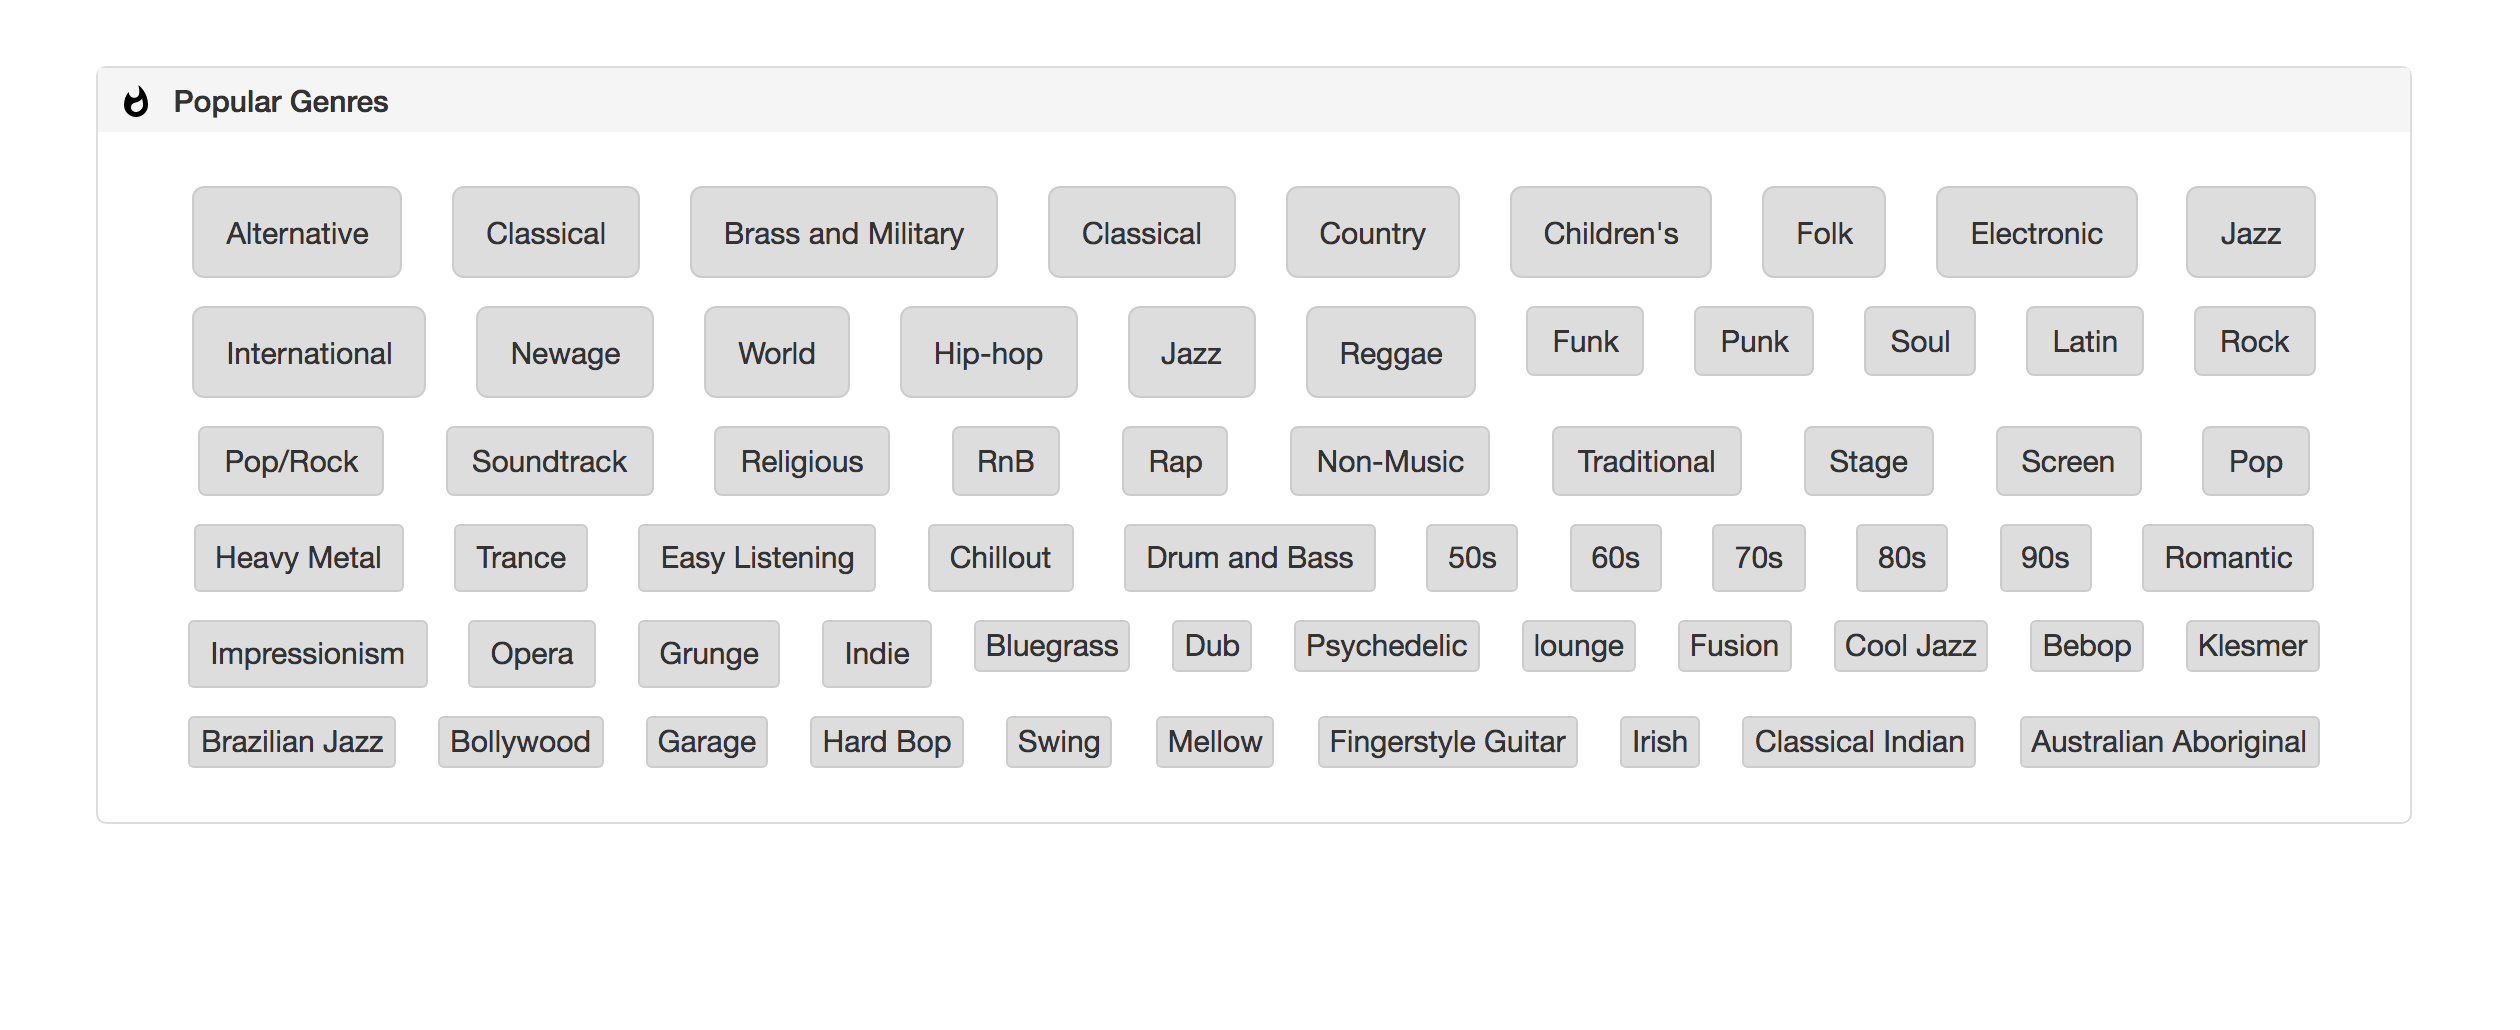 Popular Genres
Alternative Classical Brass and Military Classical Country Children's Folk Electronic Jazz
International Newage World Hip-hop Jazz Reggae Funk Punk Soul Latin Rock
Pop/Rock Soundtrack Religious RnB Rap Non-Music Traditional Stage Screen Pop
Heavy Metal Trance Easy Listening Chillout Drum and Bass 50s 60s 70s 80s 90s Romantic
Impressionism Opera Grunge Indie Bluegrass Dub Psychedelic lounge Fusion Cool Jazz Bebop Klesmer
Brazilian Jazz Bollywood Garage Hard Bop Swing Mellow Fingerstyle Guitar Irish Classical Indian Australian Aboriginal